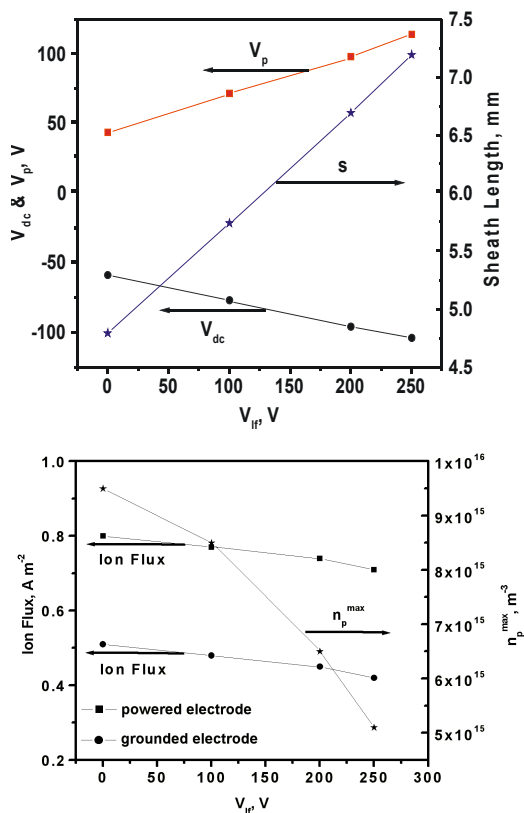 100
50
0
-50
-100
V_dc & V_p, V
V_p
s
V_dc
7.5
7.0
6.5
6.0
5.5
5.0
4.5
Sheath Length, mm
0 50 100 150 200 250
V_lf, V
1.0
0.8
0.6
0.4
0.2
Ion Flux, A m^-2
Ion Flux
n_p^max
Ion Flux
powered electrode
grounded electrode
1x10^16
9x10^15
8x10^15
7x10^15
6x10^15
5x10^15
n_p^max, m^-3
0 50 100 150 200 250 300
V_lf, V